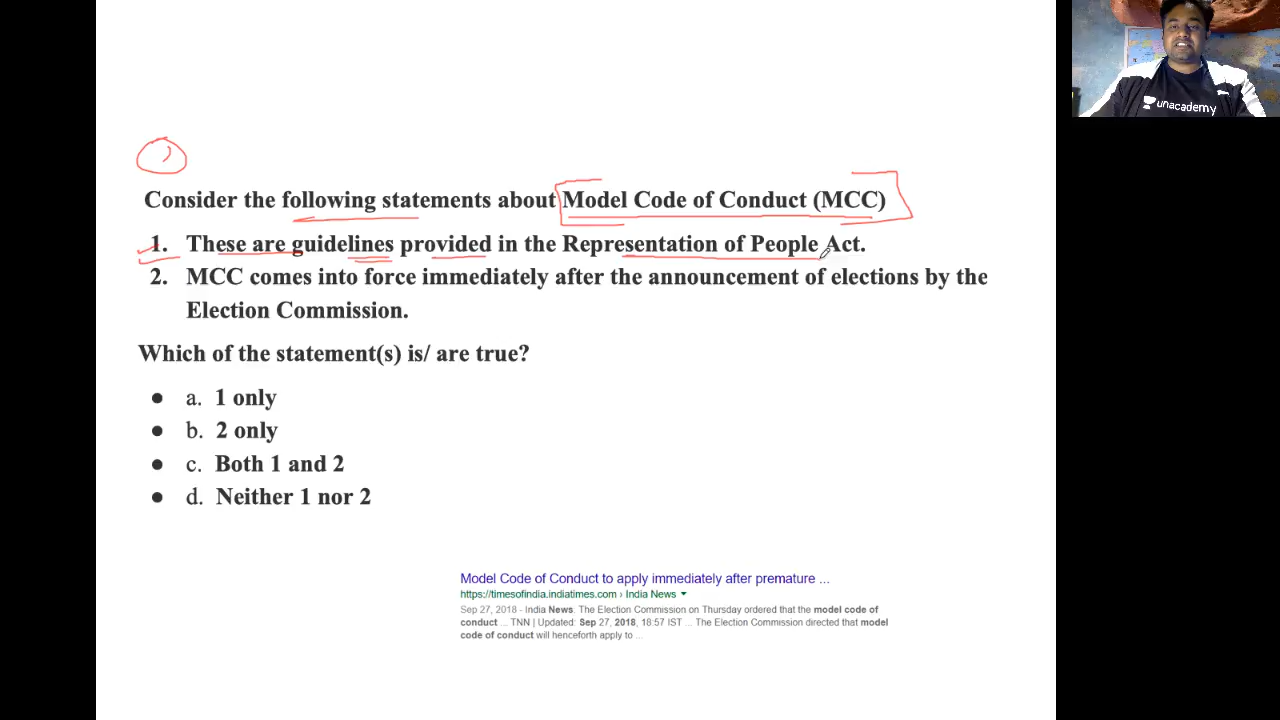 unacademy
Consider the following statements about Model Code of Conduct (MCC)
1. These are guidelines provided in the Representation of People Act.
2. MCC comes into force immediately after the announcement of elections by the
Election Commission.
Which of the statement(s) is/ are true?
● a. 1 only
● b. 2 only
● c. Both 1 and 2
● d. Neither 1 nor 2
Model Code of Conduct to apply immediately after premature ...
https://timesofindia.indiatimes.com › India News ▼
Sep 27, 2018 - India News: The Election Commission on Thursday ordered that the model code of
conduct ... TNN | Updated: Sep 27, 2018, 18:57 IST ... The Election Commission directed that model
code of conduct will henceforth apply to ...